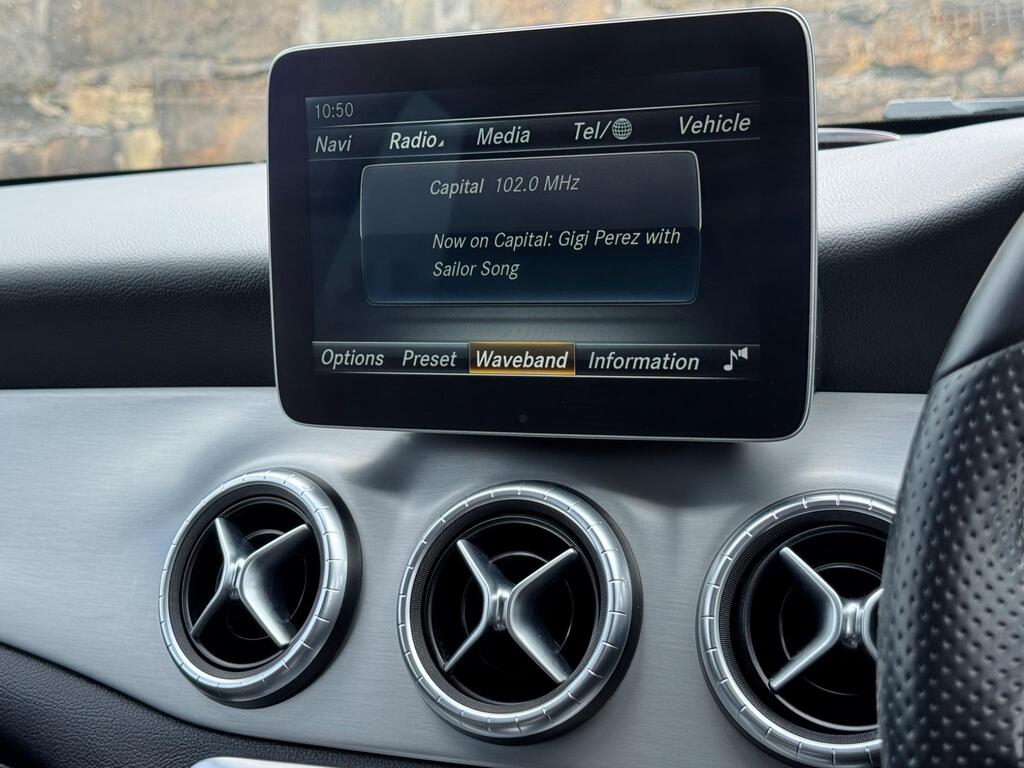 10:50
Navi Radio Media Tel/ Vehicle
Capital 102.0 MHz
Now on Capital: Gigi Perez with
Sailor Song
Options Preset Waveband Information